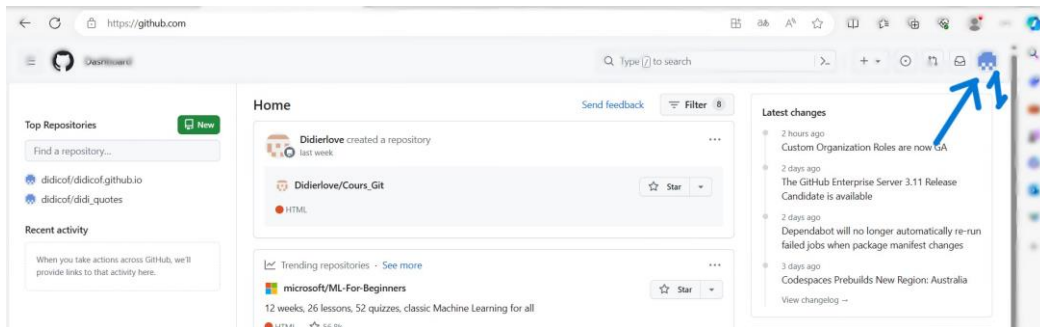 https://github.com
Dashboard
Type / to search
1
Top Repositories
New
Find a repository...
didicof/didicof.github.io
didicof/didi_quotes
Recent activity
When you take actions across GitHub, we'll
provide links to that activity here.
Home
Send feedback
Filter 8
Didierlove created a repository
last week
Didierlove/Cours_Git
Star
HTML
Trending repositories · See more
microsoft/ML-For-Beginners
Star
12 weeks, 26 lessons, 52 quizzes, classic Machine Learning for all
HTML
Latest changes
2 hours ago
Custom Organization Roles are now GA
2 days ago
The GitHub Enterprise Server 3.11 Release
Candidate is available
2 days ago
Dependabot will no longer automatically re-run
failed jobs when package manifest changes
3 days ago
Codespaces Prebuilds New Region: Australia
View changelog →